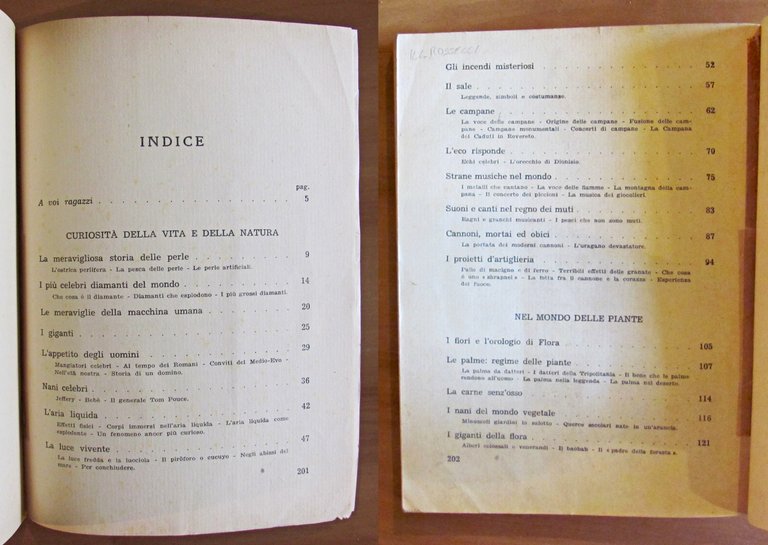 INDICE
pag.
A voi ragazzi . . . . . . . . . . 5
CURIOSITÀ DELLA VITA E DELLA NATURA
La meravigliosa storia delle perle . . . . . . 9
L'ostrica perlifera - La pesca delle perle - Le perle artificiali.
I più celebri diamanti del mondo . . . . . . 14
Che cosa è il diamante - Diamanti che esplodono - I più grossi diamanti.
Le meraviglie della macchina umana . . . . . 20
I giganti . . . . . . . . . . 25
L'appetito degli uomini . . . . . . . . 29
Mangiatori celebri - Ai tempo dei Romani - Conviti del Medio-Evo -
Nell'età nostra - Storia di un domino.
Nani celebri . . . . . . . . . . 36
Jeffery - Bebè - Il generale Tom Pouce.
L'aria liquida . . . . . . . . . . 42
Effetti fisici - Corpi immersi nell'aria liquida - L'aria liquida come
esplodente - Un fenomeno ancor più curioso.
La luce vivente . . . . . . . . . . 47
La luce fredda e la lucciola - Il piròforo o cucuyo - Negli abissi del
mare - Per conchiudere.
201
Gli incendi misteriosi . . . . . . . . 52
Il sale . . . . . . . . . . 57
Leggende, simboli e costumanze.
Le campane . . . . . . . . . . 62
La voce delle campane - Origine delle campane - Fusione delle cam-
pane - Campane monumentali - Concerti di campane - La Campana
dei Caduti in Rovereto.
L'eco risponde . . . . . . . . . . 70
Echi celebri - L'orecchio di Dionisio.
Strane musiche nel mondo . . . . . . . 75
I metalli che cantano - La voce delle fiamme - La montagna della cam-
pana - Il concerto dei piccioni - La musica dei giocolieri.
Suoni e canti nel regno dei muti . . . . . . 83
Ragni e granchi musicanti - I pesci che non sono muti.
Cannoni, mortai ed obici . . . . . . . 87
La portata dei moderni cannoni - L'uragano devastatore.
I proietti d'artiglieria . . . . . . . . 94
Palle di macigno e di ferro - Terribili effetti delle granate - Che cosa
è uno « shrapnel » - La lotta fra il cannone e la corazza - Esperienza
del fuoco.
NEL MONDO DELLE PIANTE
I fiori e l'orologio di Flora . . . . . . . 105
Le palme: regime delle piante . . . . . . 107
La palma da datteri - I datteri della Tripolitania - Il bene che le palme
rendono all'uomo - La palma nella leggenda - La palma nel deserto.
La carne senz'osso . . . . . . . . 114
I nani del mondo vegetale . . . . . . . 116
Minuscoli giardini in salotto - Querce secolari nate in un'arancia.
I giganti della flora . . . . . . . . 121
Alberi colossali e venerandi - Il baobab - Il « padre della foresta ».
202